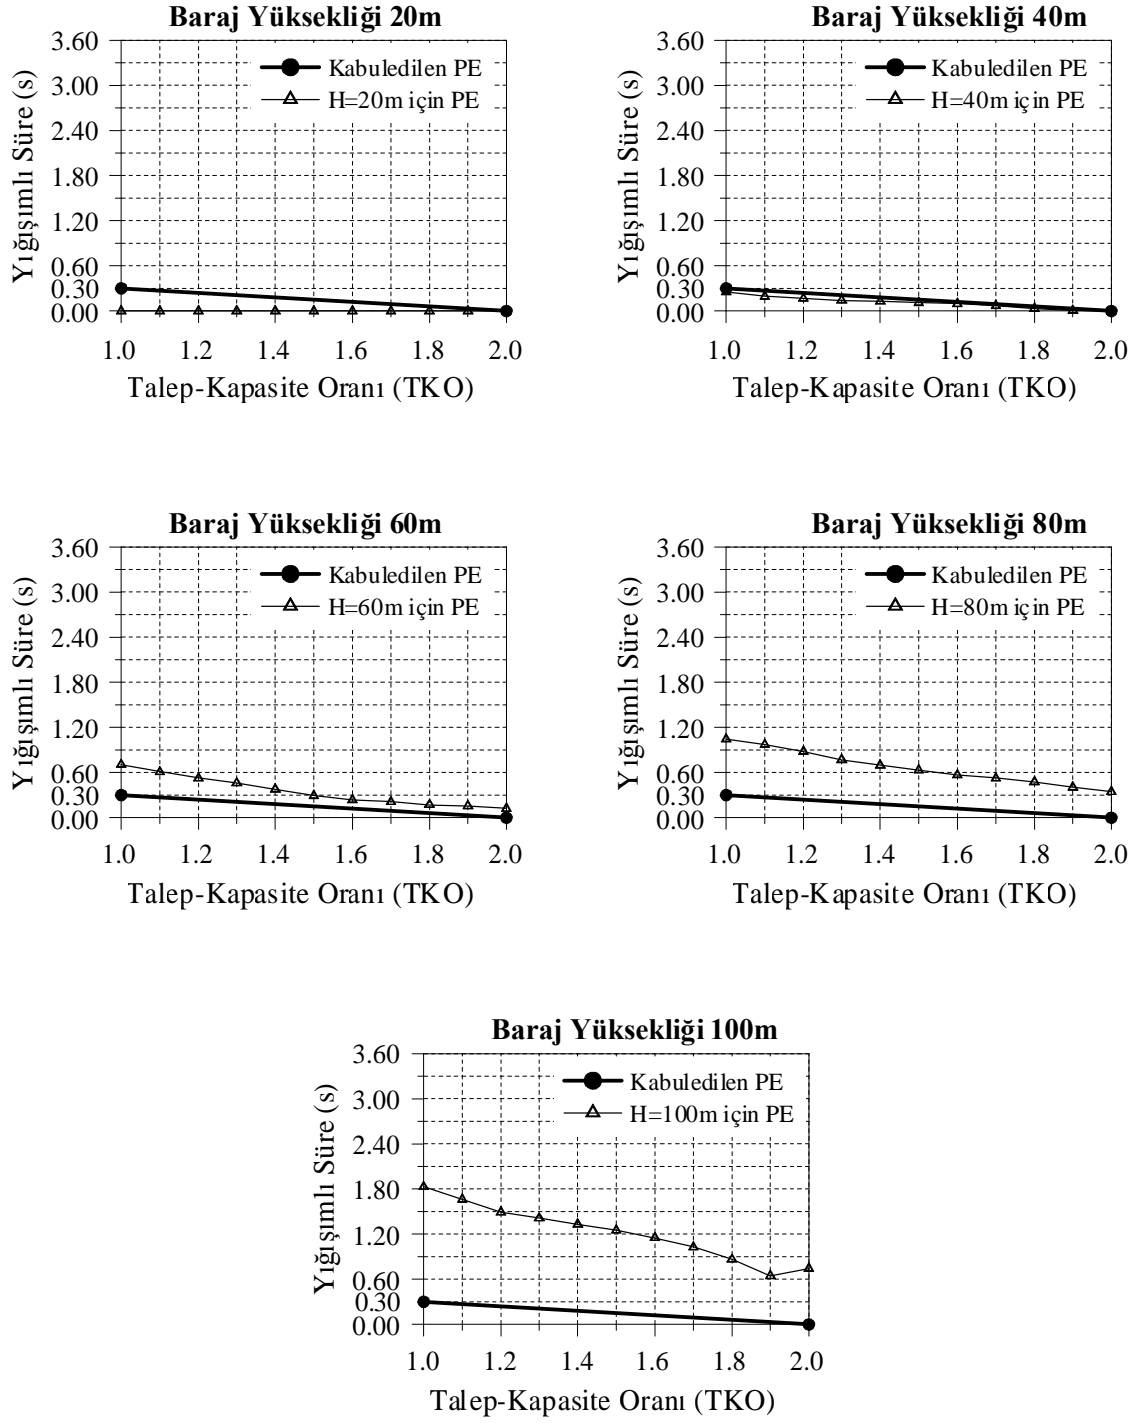 Baraj Yüksekliği 20m
3.60
3.00
2.40
1.80
1.20
0.60
0.30
0.00
Yığışımlı Süre (s)
Kabuledilen PE
H=20m için PE
1.0 1.2 1.4 1.6 1.8 2.0
Talep-Kapasite Oranı (TKO)
Baraj Yüksekliği 40m
3.60
3.00
2.40
1.80
1.20
0.60
0.30
0.00
Yığışımlı Süre (s)
Kabuledilen PE
H=40m için PE
1.0 1.2 1.4 1.6 1.8 2.0
Talep-Kapasite Oranı (TKO)
Baraj Yüksekliği 60m
3.60
3.00
2.40
1.80
1.20
0.60
0.30
0.00
Yığışımlı Süre (s)
Kabuledilen PE
H=60m için PE
1.0 1.2 1.4 1.6 1.8 2.0
Talep-Kapasite Oranı (TKO)
Baraj Yüksekliği 80m
3.60
3.00
2.40
1.80
1.20
0.60
0.30
0.00
Yığışımlı Süre (s)
Kabuledilen PE
H=80m için PE
1.0 1.2 1.4 1.6 1.8 2.0
Talep-Kapasite Oranı (TKO)
Baraj Yüksekliği 100m
3.60
3.00
2.40
1.80
1.20
0.60
0.30
0.00
Yığışımlı Süre (s)
Kabuledilen PE
H=100m için PE
1.0 1.2 1.4 1.6 1.8 2.0
Talep-Kapasite Oranı (TKO)